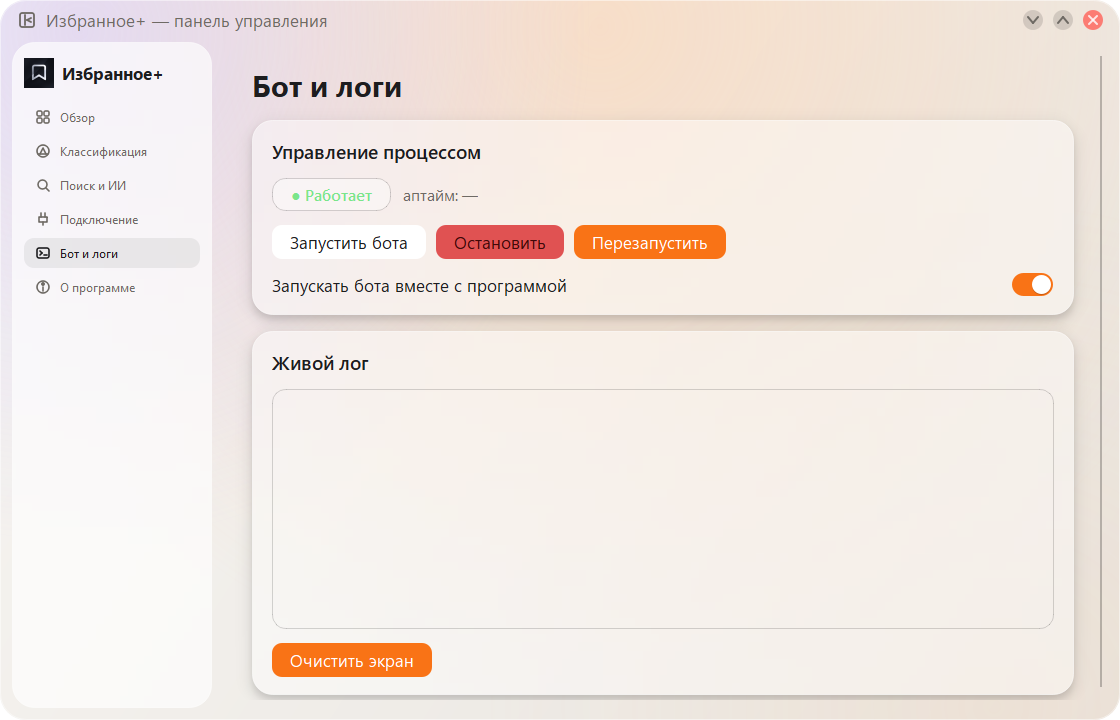 Избранное+ — панель управления
Избранное+
Обзор
Классификация
Поиск и ИИ
Подключение
Бот и логи
О программе
Бот и логи
Управление процессом
● Работает аптайм: —
Запустить бота Остановить Перезапустить
Запускать бота вместе с программой
Живой лог
Очистить экран